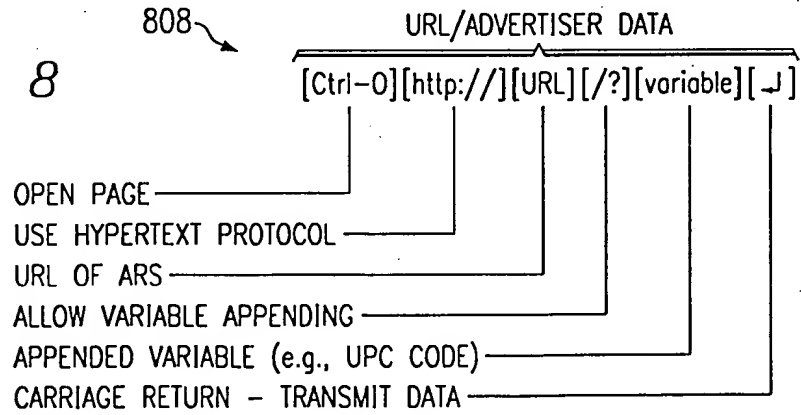 808
URL/ADVERTISER DATA
8
[Ctrl-O][http://][URL][/?][variable][↵]
OPEN PAGE
USE HYPERTEXT PROTOCOL
URL OF ARS
ALLOW VARIABLE APPENDING
APPENDED VARIABLE (e.g., UPC CODE)
CARRIAGE RETURN - TRANSMIT DATA